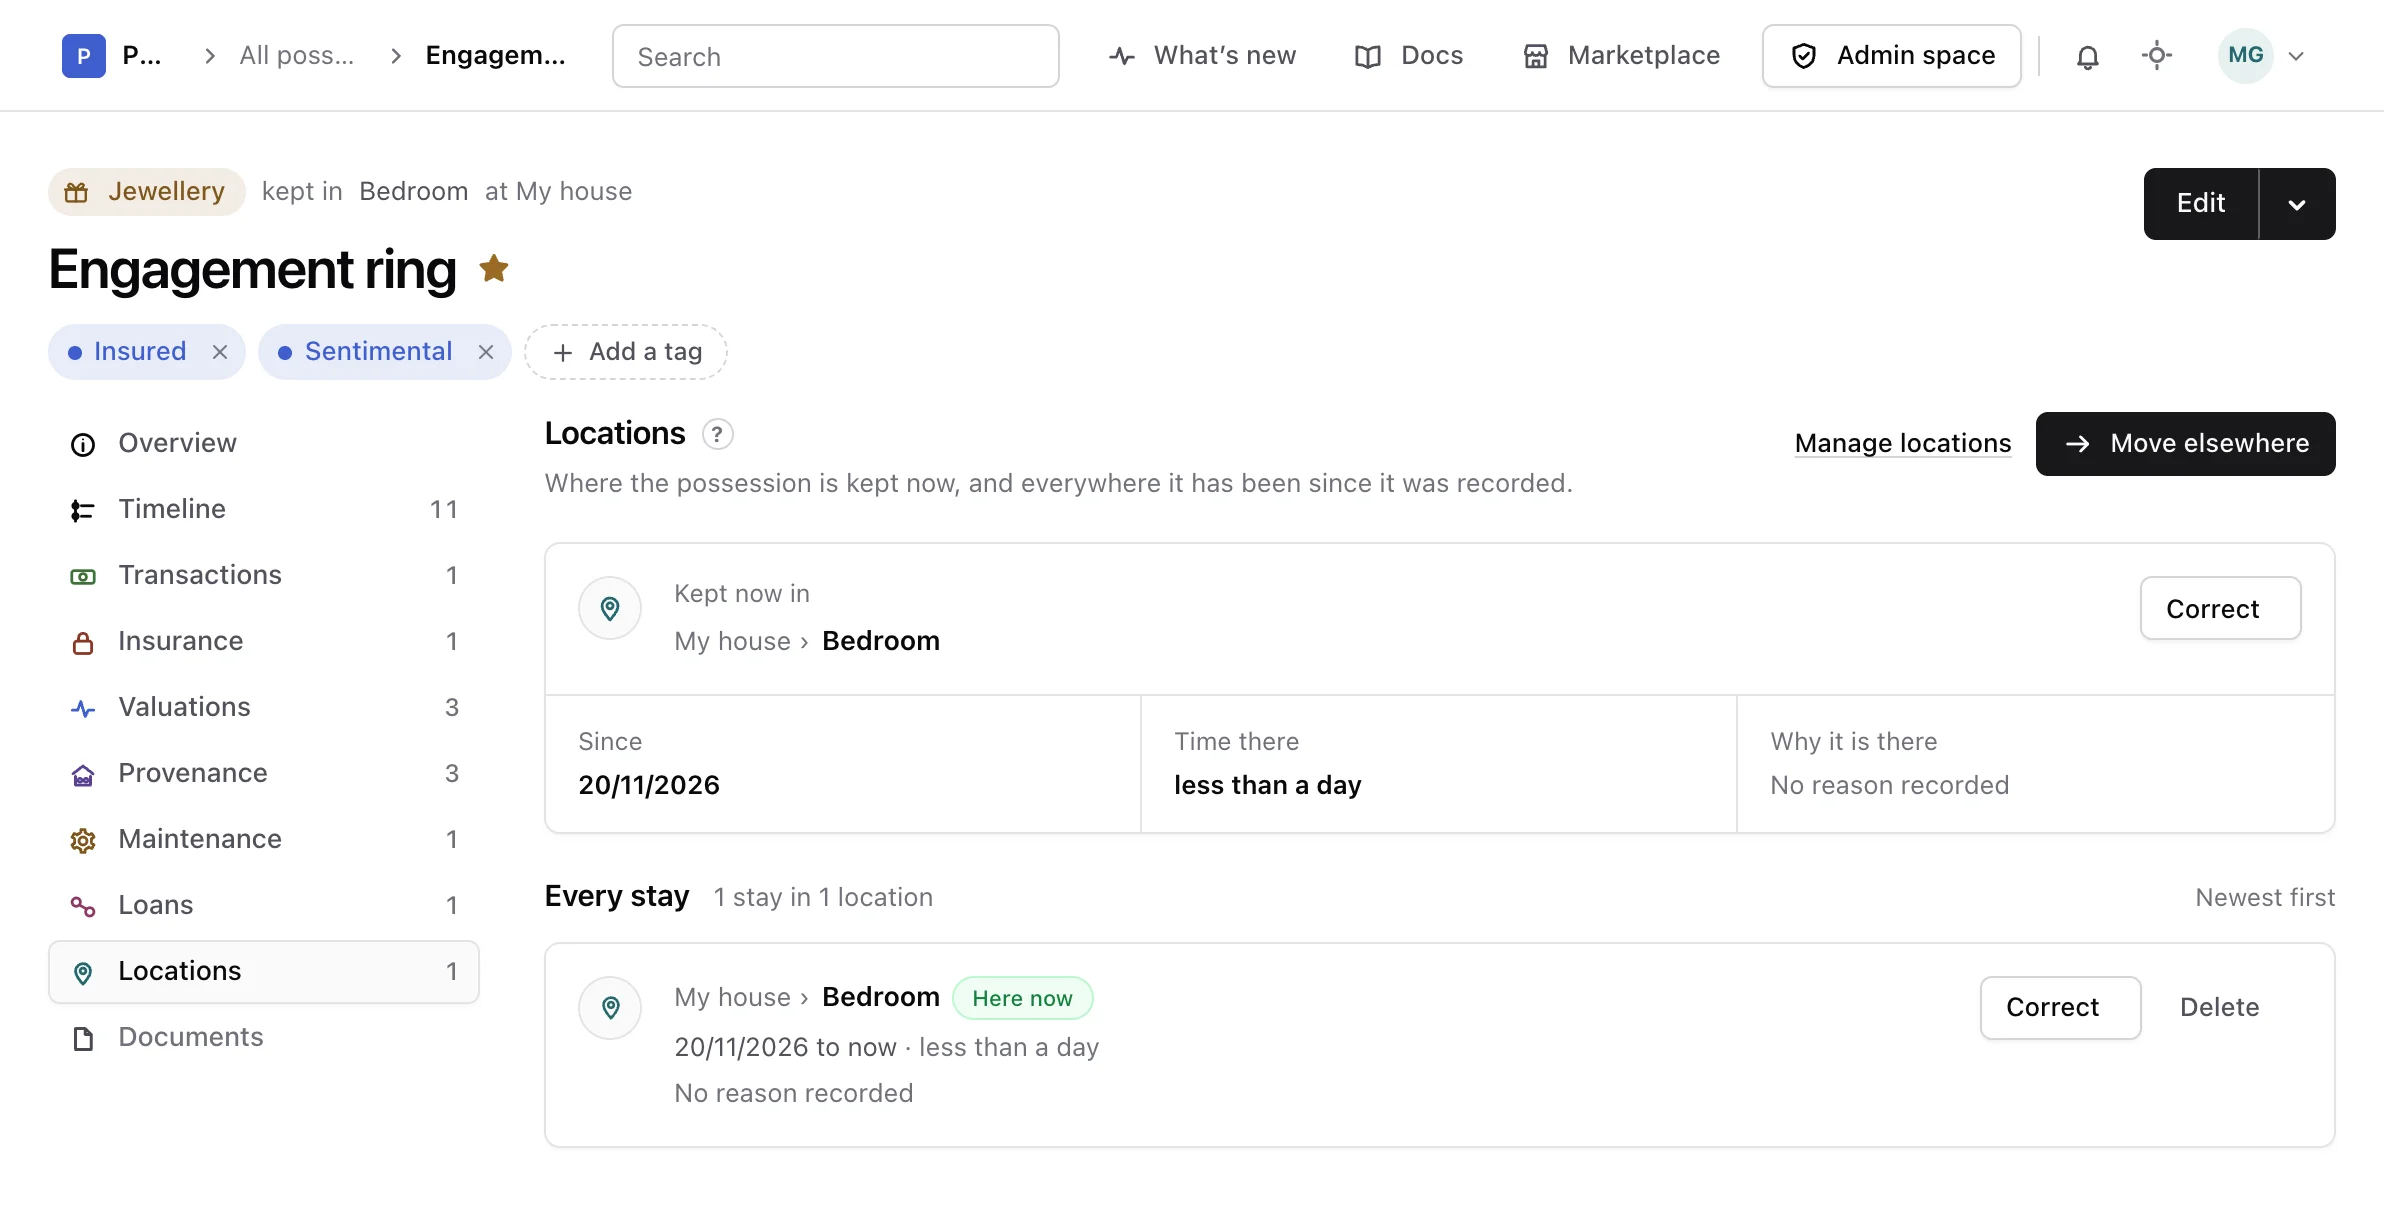 P P... > All poss... > Engagem... Search What's new Docs Marketplace Admin space MG
Jewellery kept in Bedroom at My house
Edit
Engagement ring
Insured Sentimental + Add a tag
Overview
Timeline 11
Transactions 1
Insurance 1
Valuations 3
Provenance 3
Maintenance 1
Loans 1
Locations 1
Documents
Locations ?
Manage locations → Move elsewhere
Where the possession is kept now, and everywhere it has been since it was recorded.
Kept now in
My house › Bedroom
Correct
Since
20/11/2026
Time there
less than a day
Why it is there
No reason recorded
Every stay 1 stay in 1 location Newest first
My house › Bedroom Here now
20/11/2026 to now · less than a day
No reason recorded
Correct Delete